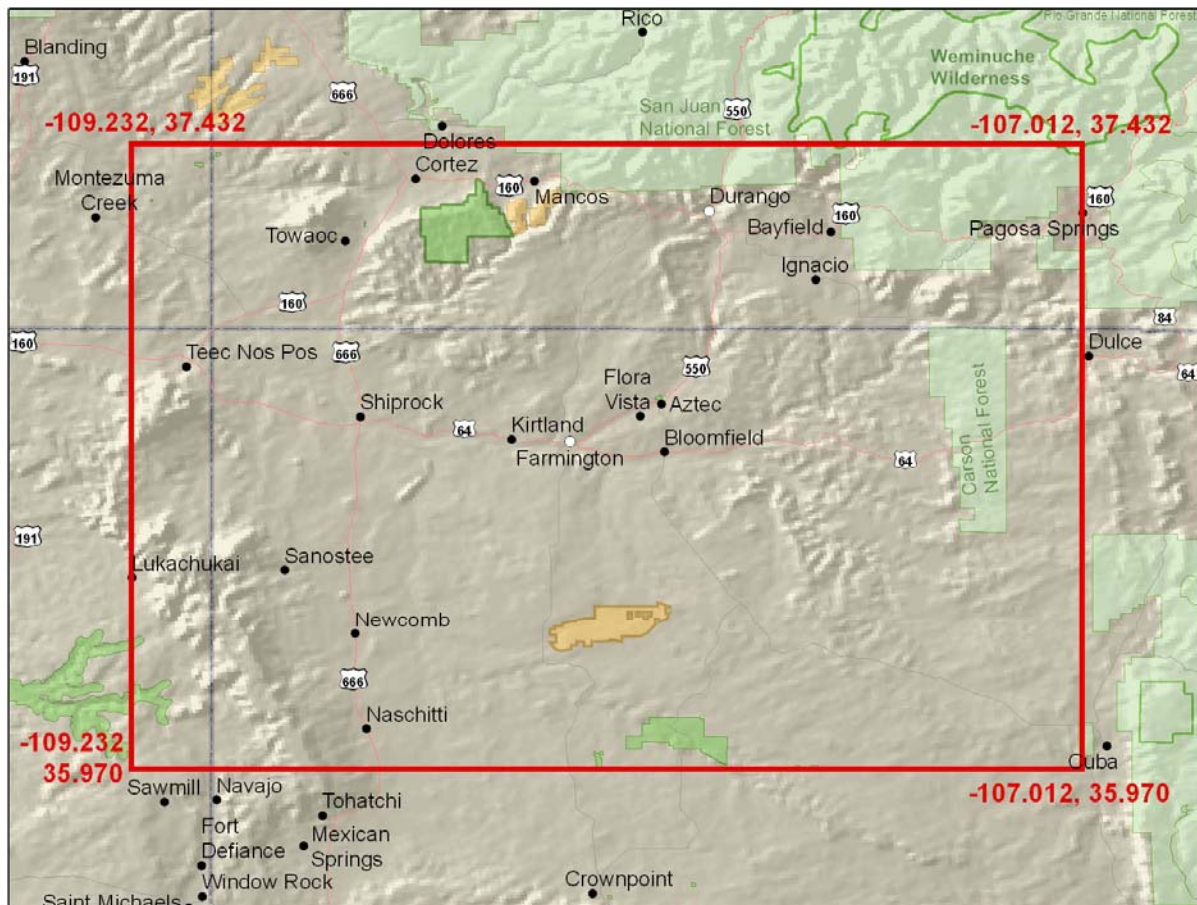 Rico
Rio Grande National Forest
Blanding
191
666
Weminuche
Wilderness
San Juan
National Forest
550
-109.232, 37.432
-107.012, 37.432
Dolores
Cortez
Montezuma
Creek
160
Mancos
Durango
160
Bayfield
160
Pagosa Springs
Towaoc
Ignacio
160
84
160
666
Teec Nos Pos
Dulce
64
550
Flora
Vista
Aztec
Shiprock
64
Kirtland
Farmington
Bloomfield
64
Carson
National Forest
191
Lukachukai
Sanostee
Newcomb
666
Naschitti
-109.232
35.970
Cuba
-107.012, 35.970
Sawmill
Navajo
Tohatchi
Fort
Defiance
Mexican
Springs
Window Rock
Crownpoint
Saint Michaels